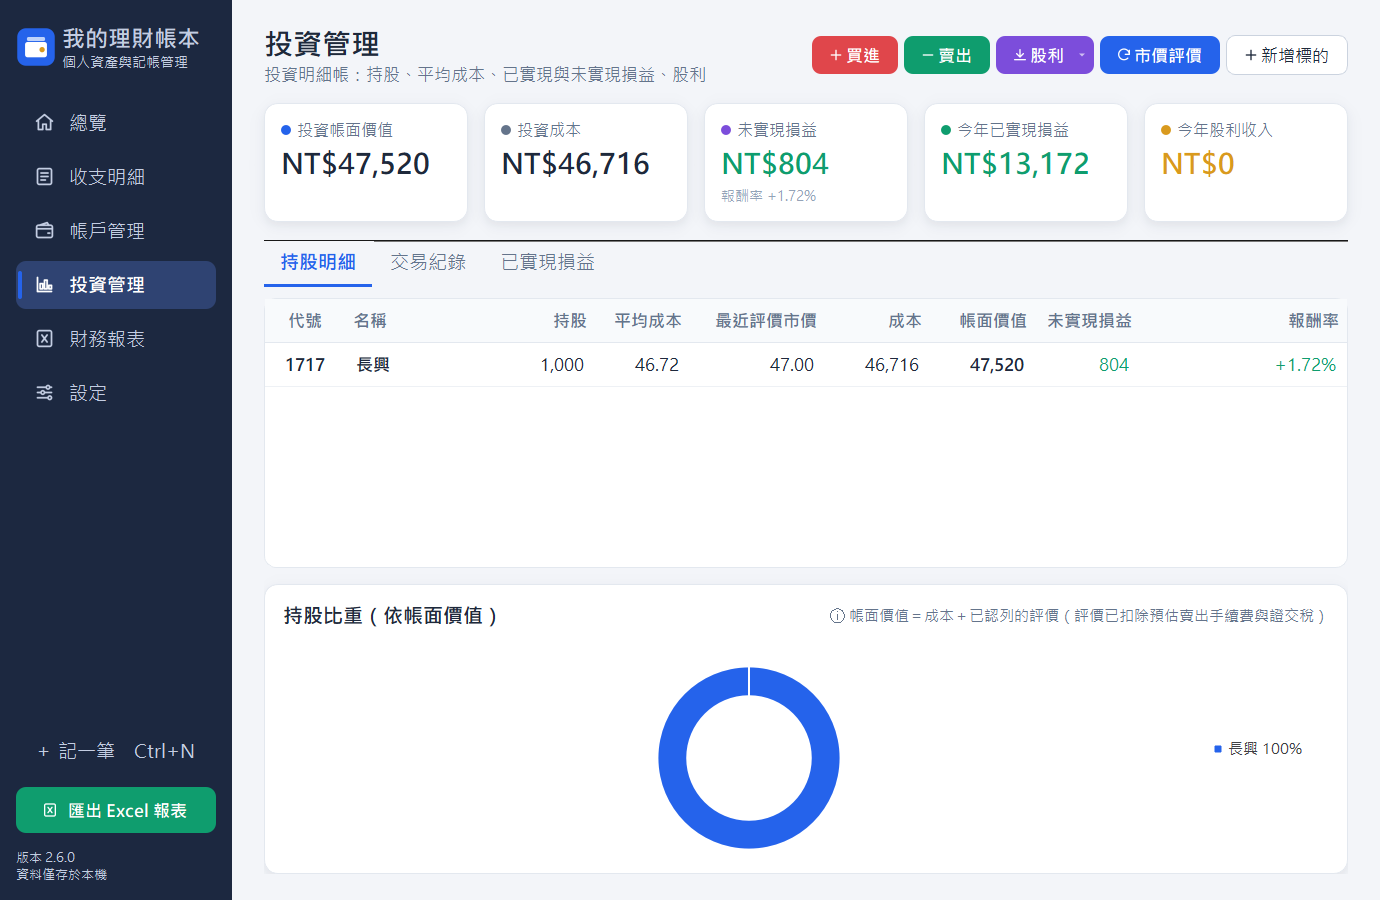 我的理財帳本
個人資產與記帳管理
總覽
收支明細
帳戶管理
投資管理
財務報表
設定
+ 記一筆 Ctrl+N
匯出 Excel 報表
版本 2.6.0
資料僅存於本機
投資管理
投資明細帳：持股、平均成本、已實現與未實現損益、股利
+ 買進
− 賣出
股利
市價評價
+ 新增標的
投資帳面價值
NT$47,520
投資成本
NT$46,716
未實現損益
NT$804
報酬率 +1.72%
今年已實現損益
NT$13,172
今年股利收入
NT$0
持股明細 交易紀錄 已實現損益
代號 名稱 持股 平均成本 最近評價市價 成本 帳面價值 未實現損益 報酬率
1717 長興 1,000 46.72 47.00 46,716 47,520 804 +1.72%
持股比重（依帳面價值）
帳面價值 = 成本 + 已認列的評價（評價已扣除預估賣出手續費與證交稅）
長興 100%